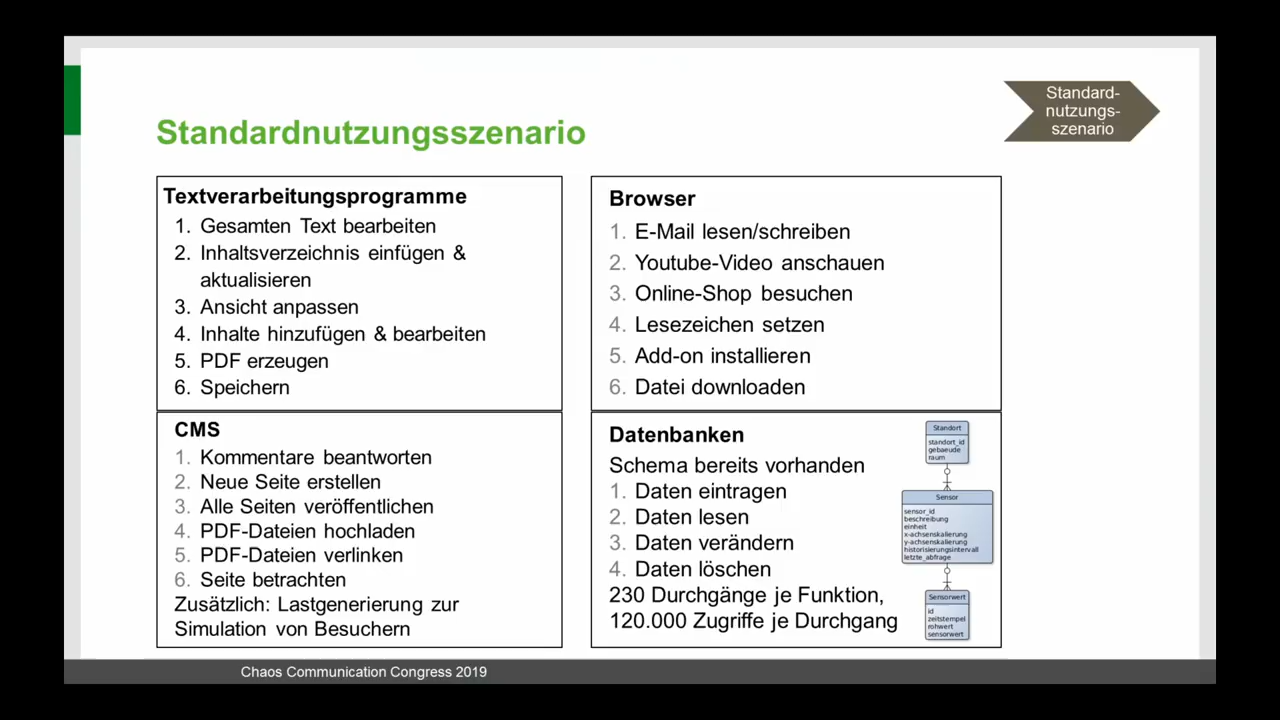 Standard-
nutzungs-
szenario
Standardnutzungsszenario
Textverarbeitungsprogramme
1. Gesamten Text bearbeiten
2. Inhaltsverzeichnis einfügen &
aktualisieren
3. Ansicht anpassen
4. Inhalte hinzufügen & bearbeiten
5. PDF erzeugen
6. Speichern
Browser
1. E-Mail lesen/schreiben
2. Youtube-Video anschauen
3. Online-Shop besuchen
4. Lesezeichen setzen
5. Add-on installieren
6. Datei downloaden
CMS
1. Kommentare beantworten
2. Neue Seite erstellen
3. Alle Seiten veröffentlichen
4. PDF-Dateien hochladen
5. PDF-Dateien verlinken
6. Seite betrachten
Zusätzlich: Lastgenerierung zur
Simulation von Besuchern
Datenbanken
Schema bereits vorhanden
1. Daten eintragen
2. Daten lesen
3. Daten verändern
4. Daten löschen
230 Durchgänge je Funktion,
120.000 Zugriffe je Durchgang
Standort
standort_id
gebaeude
raum
Sensor
sensor_id
beschreibung
einheit
x-achsenskalierung
y-achsenskalierung
historisierungsintervall
letzte_abfrage
Sensorwert
id
zeitstempel
rohwert
sensorwert
Chaos Communication Congress 2019